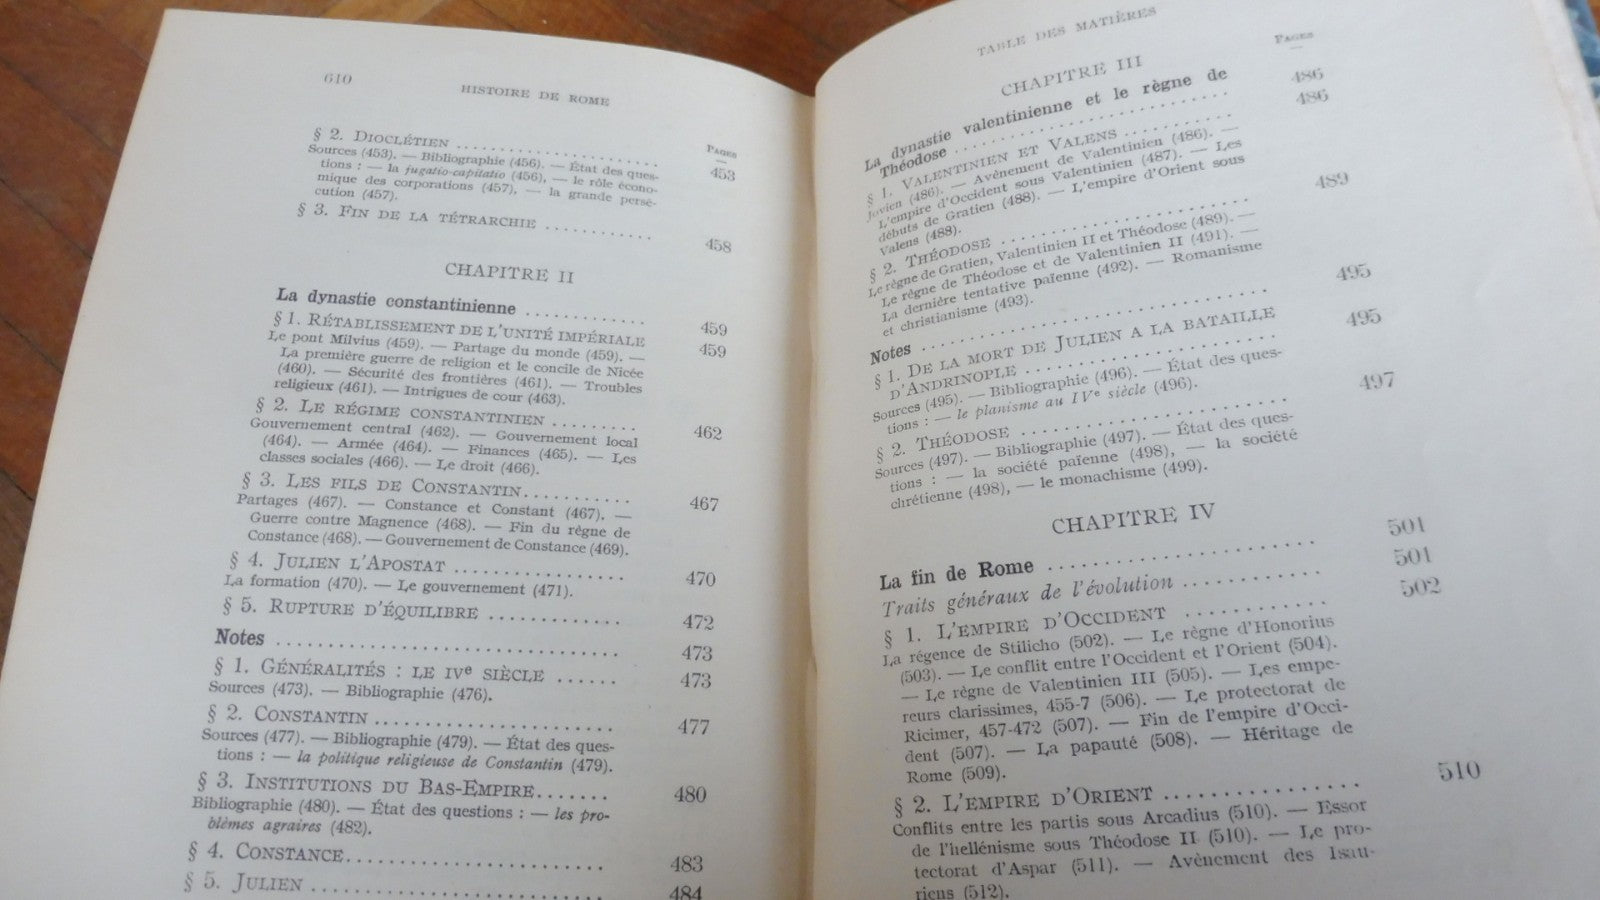 610
HISTOIRE DE ROME
Pages
§ 2. Dioclétien . . . . . . . . . . . . . . . . . . . . . 453
Sources (453). — Bibliographie (456). — État des ques-
tions : — la jugatio-capitatio (456), — le rôle écono-
mique des corporations (457), — la grande persé-
cution (457).
§ 3. Fin de la tétrarchie . . . . . . . . . . . 458
CHAPITRE II
La dynastie constantinienne . . . . . . . . . . . . 459
§ 1. Rétablissement de l'unité impériale 459
Le pont Milvius (459). — Partage du monde (459). —
La première guerre de religion et le concile de Nicée
(460). — Sécurité des frontières (461). — Troubles
religieux (461). — Intrigues de cour (463).
§ 2. Le régime constantinien . . . . . . . . . 462
Gouvernement central (462). — Gouvernement local
(464). — Armée (464). — Finances (465). — Les
classes sociales (466). — Le droit (466).
§ 3. Les fils de Constantin. . . . . . . . . . . 467
Partages (467). — Constance et Constant (467). —
Guerre contre Magnence (468). — Fin du règne de
Constance (468). — Gouvernement de Constance (469).
§ 4. Julien l'Apostat . . . . . . . . . . . . . . . . . 470
La formation (470). — Le gouvernement (471).
§ 5. Rupture d'équilibre . . . . . . . . . . . . . 472
Notes . . . . . . . . . . . . . . . . . . . . . . . . . . . . . . . . . 473
§ 1. Généralités : le IVe siècle . . . . . . 473
Sources (473). — Bibliographie (476).
§ 2. Constantin . . . . . . . . . . . . . . . . . . . . . . . 477
Sources (477). — Bibliographie (479). — État des ques-
tions : — la politique religieuse de Constantin (479).
§ 3. Institutions du Bas-Empire. . . . . . . 480
Bibliographie (480). — État des questions : — les pro-
blèmes agraires (482).
§ 4. Constance. . . . . . . . . . . . . . . . . . . . . . . . 483
§ 5. Julien . . . . . . . . . . . . . . . . . . . . . . . . . . . 484
TABLE DES MATIÈRES
Pages
CHAPITRE III
La dynastie valentinienne et le règne de
Théodose . . . . . . . . . . . . . . . . . . . . . . . . . 486
§ 1. Valentinien et Valens . . . . . . . . . . . 486
Jovien (486). — Avènement de Valentinien (486). —
L'empire d'Occident sous Valentinien (487). — Les
débuts de Gratien (488). — L'empire d'Orient sous
Valens (488).
§ 2. Théodose . . . . . . . . . . . . . . . . . . . . . . . . . 489
Le règne de Gratien, Valentinien II et Théodose (489). —
Le règne de Théodose et de Valentinien II (491). —
La dernière tentative païenne (492). — Romanisme
et christianisme (493).
Notes . . . . . . . . . . . . . . . . . . . . . . . . . . . . . . . . 495
§ 1. De la mort de Julien a la bataille
d'Andrinople . . . . . . . . . . . . . . . . . . . . . . . 495
Sources (495). — Bibliographie (496). — État des ques-
tions : — le planisme au IVe siècle (496).
§ 2. Théodose . . . . . . . . . . . . . . . . . . . . . . . . . 497
Sources (497). — Bibliographie (497). — État des ques-
tions : — la société païenne (498), — la société
chrétienne (498), — le monachisme (499).
CHAPITRE IV
La fin de Rome . . . . . . . . . . . . . . . . . . . . . . . 501
Traits généraux de l'évolution . . . . . . . . . . . . 501
§ 1. L'empire d'Occident . . . . . . . . . . . . 502
La régence de Stilicho (502). — Le règne d'Honorius
(503). — Le conflit entre l'Occident et l'Orient (504).
— Le règne de Valentinien III (505). — Les empe-
reurs clarissimes, 455-7 (506). — Le protectorat de
Ricimer, 457-472 (507). — Fin de l'empire d'Occi-
dent (507). — La papauté (508). — Héritage de
Rome (509).
§ 2. L'empire d'Orient . . . . . . . . . . . . . . . . 510
Conflits entre les partis sous Arcadius (510). — Essor
de l'hellénisme sous Théodose II (510). — Le pro-
tectorat d'Aspar (511). — Avènement des Isau-
riens (512).